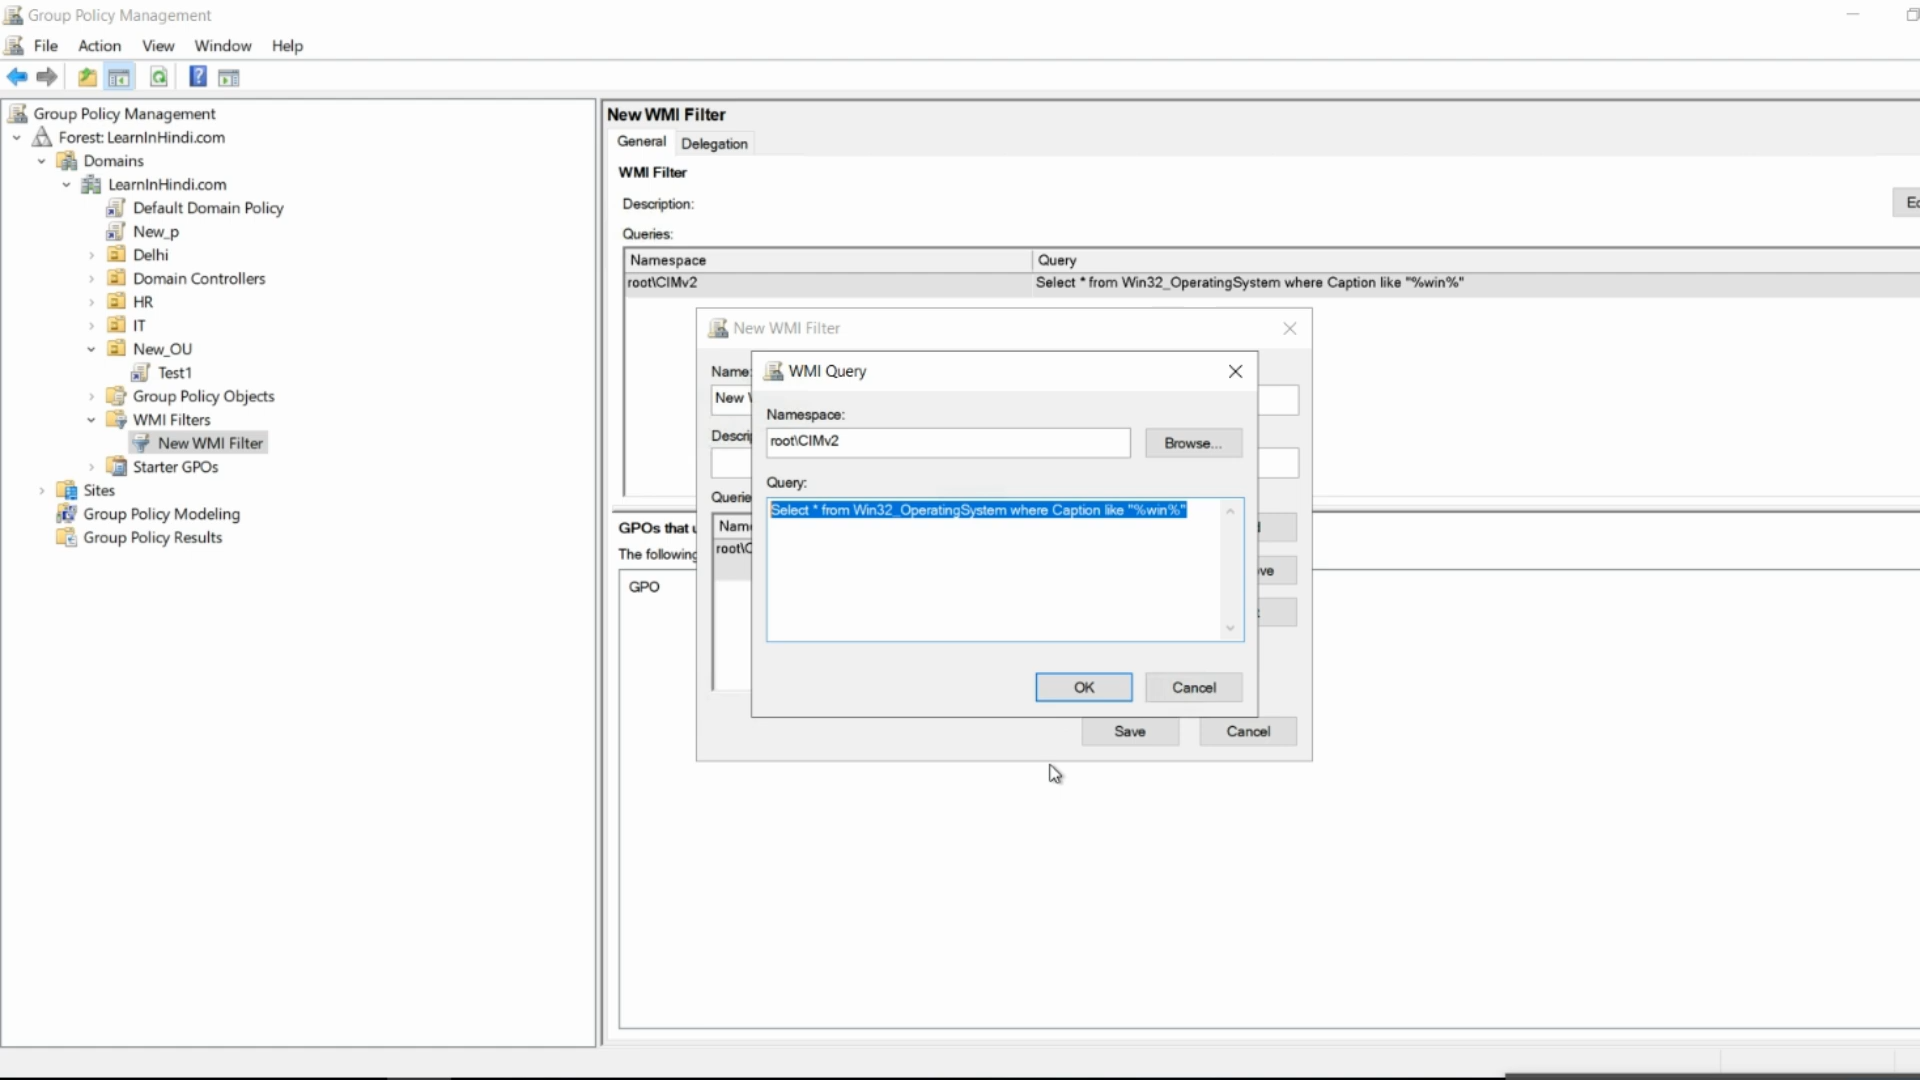 Group Policy Management
File Action View Window Help
Group Policy Management
Forest: LearnInHindi.com
Domains
LearnInHindi.com
Default Domain Policy
New_p
Delhi
Domain Controllers
HR
IT
New_OU
Test1
Group Policy Objects
WMI Filters
New WMI Filter
Starter GPOs
Sites
Group Policy Modeling
Group Policy Results
New WMI Filter
General Delegation
WMI Filter
Description:
Queries:
Namespace Query
root\CIMv2 Select * from Win32_OperatingSystem where Caption like "%win%"
GPOs that
The following
GPO
New WMI Filter
Name:
New
Descri
Querie
Nam
root\C
ve
Save Cancel
WMI Query
Namespace:
root\CIMv2 Browse...
Query:
Select * from Win32_OperatingSystem where Caption like "%win%"
OK Cancel